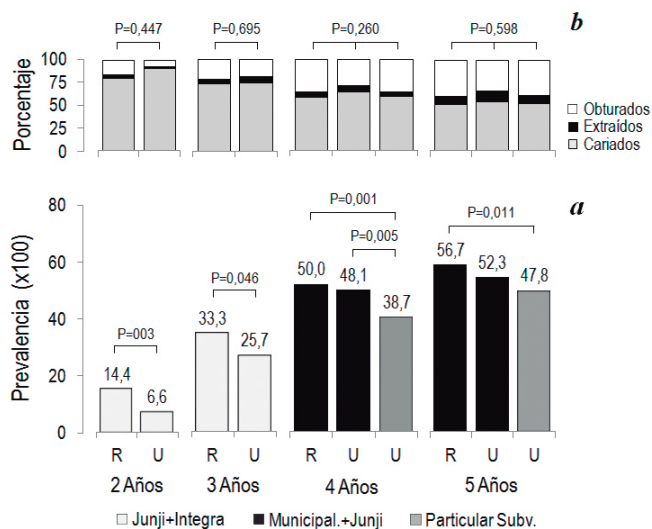 P=0,447 P=0,695 P=0,260 P=0,598 b
Porcentaje
100
75
50
25
0
Obturados
Extraídos
Cariados
a
Prevalencia (x100)
80
60
40
20
0
P=003
14,4 6,6
P=0,046
33,3 25,7
P=0,001
P=0,005
50,0 48,1 38,7
P=0,011
56,7 52,3 47,8
R U R U R U U R U U
2 Años 3 Años 4 Años 5 Años
Junji+Integra Municipal.+Junji Particular Subv.